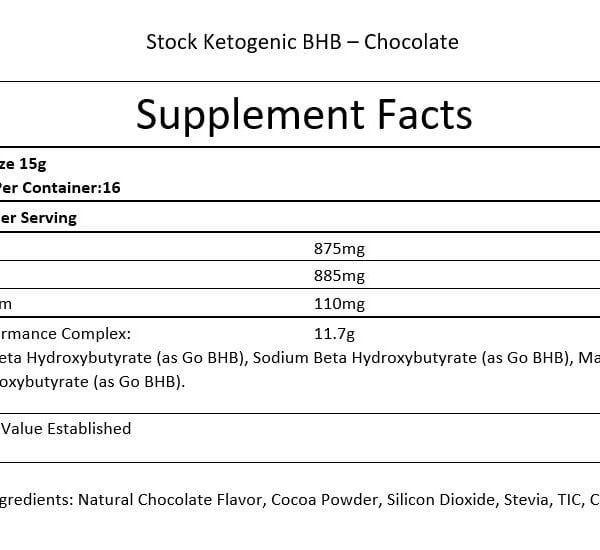 Stock Ketogenic BHB – Chocolate
Supplement Facts
ze 15g
Per Container:16
er Serving
875mg
885mg
m 110mg
rmance Complex: 11.7g
eta Hydroxybutyrate (as Go BHB), Sodium Beta Hydroxybutyrate (as Go BHB), Ma
oxybutyrate (as Go BHB).
Value Established
gredients: Natural Chocolate Flavor, Cocoa Powder, Silicon Dioxide, Stevia, TIC, C